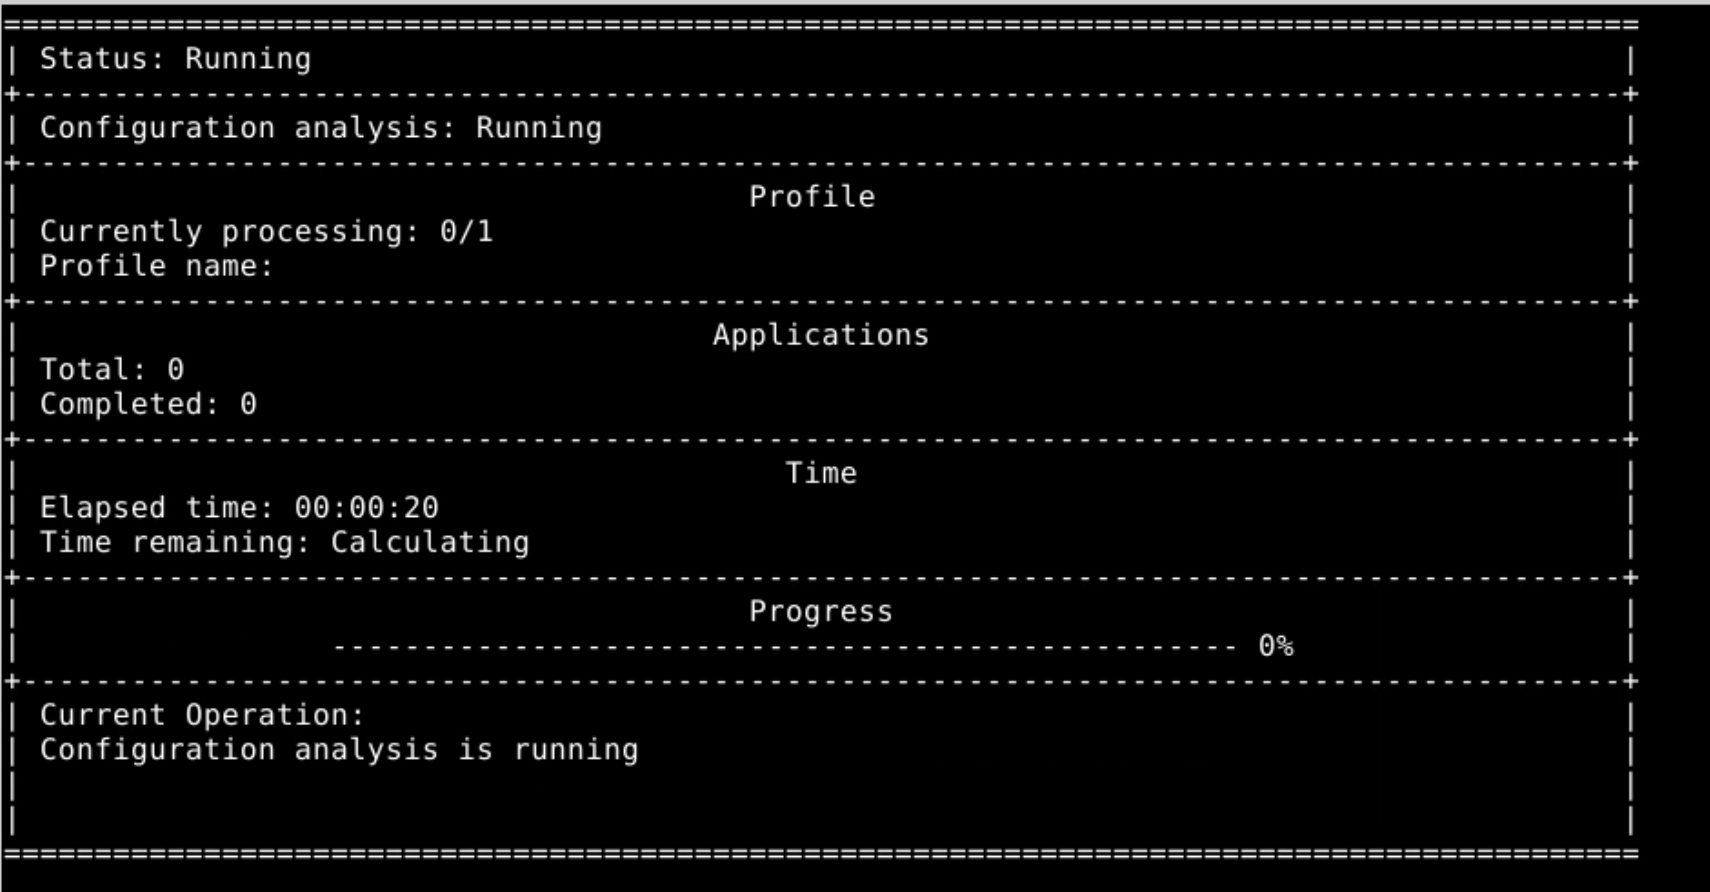 Status: Running
Configuration analysis: Running
Profile
Currently processing: 0/1
Profile name:
Applications
Total: 0
Completed: 0
Time
Elapsed time: 00:00:20
Time remaining: Calculating
Progress
0%
Current Operation:
Configuration analysis is running